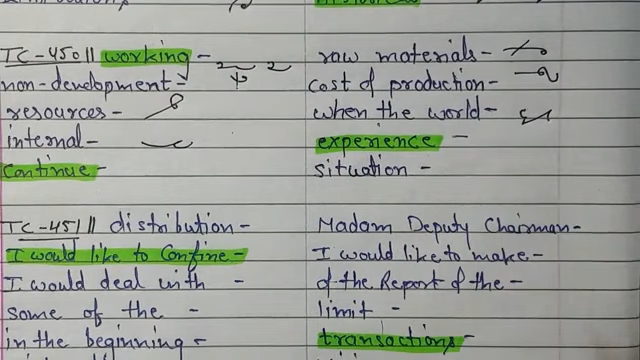 TC-450 || working -
non-development -
resources -
internal -
Continue -
raw materials -
cost of production -
when the world -
experience -
situation -
TC-451 || distribution -
I would like to Confine -
I would deal with -
some of the -
in the beginning -
Madam Deputy Chairman -
I would like to make -
of the Report of the -
limit -
transactions -